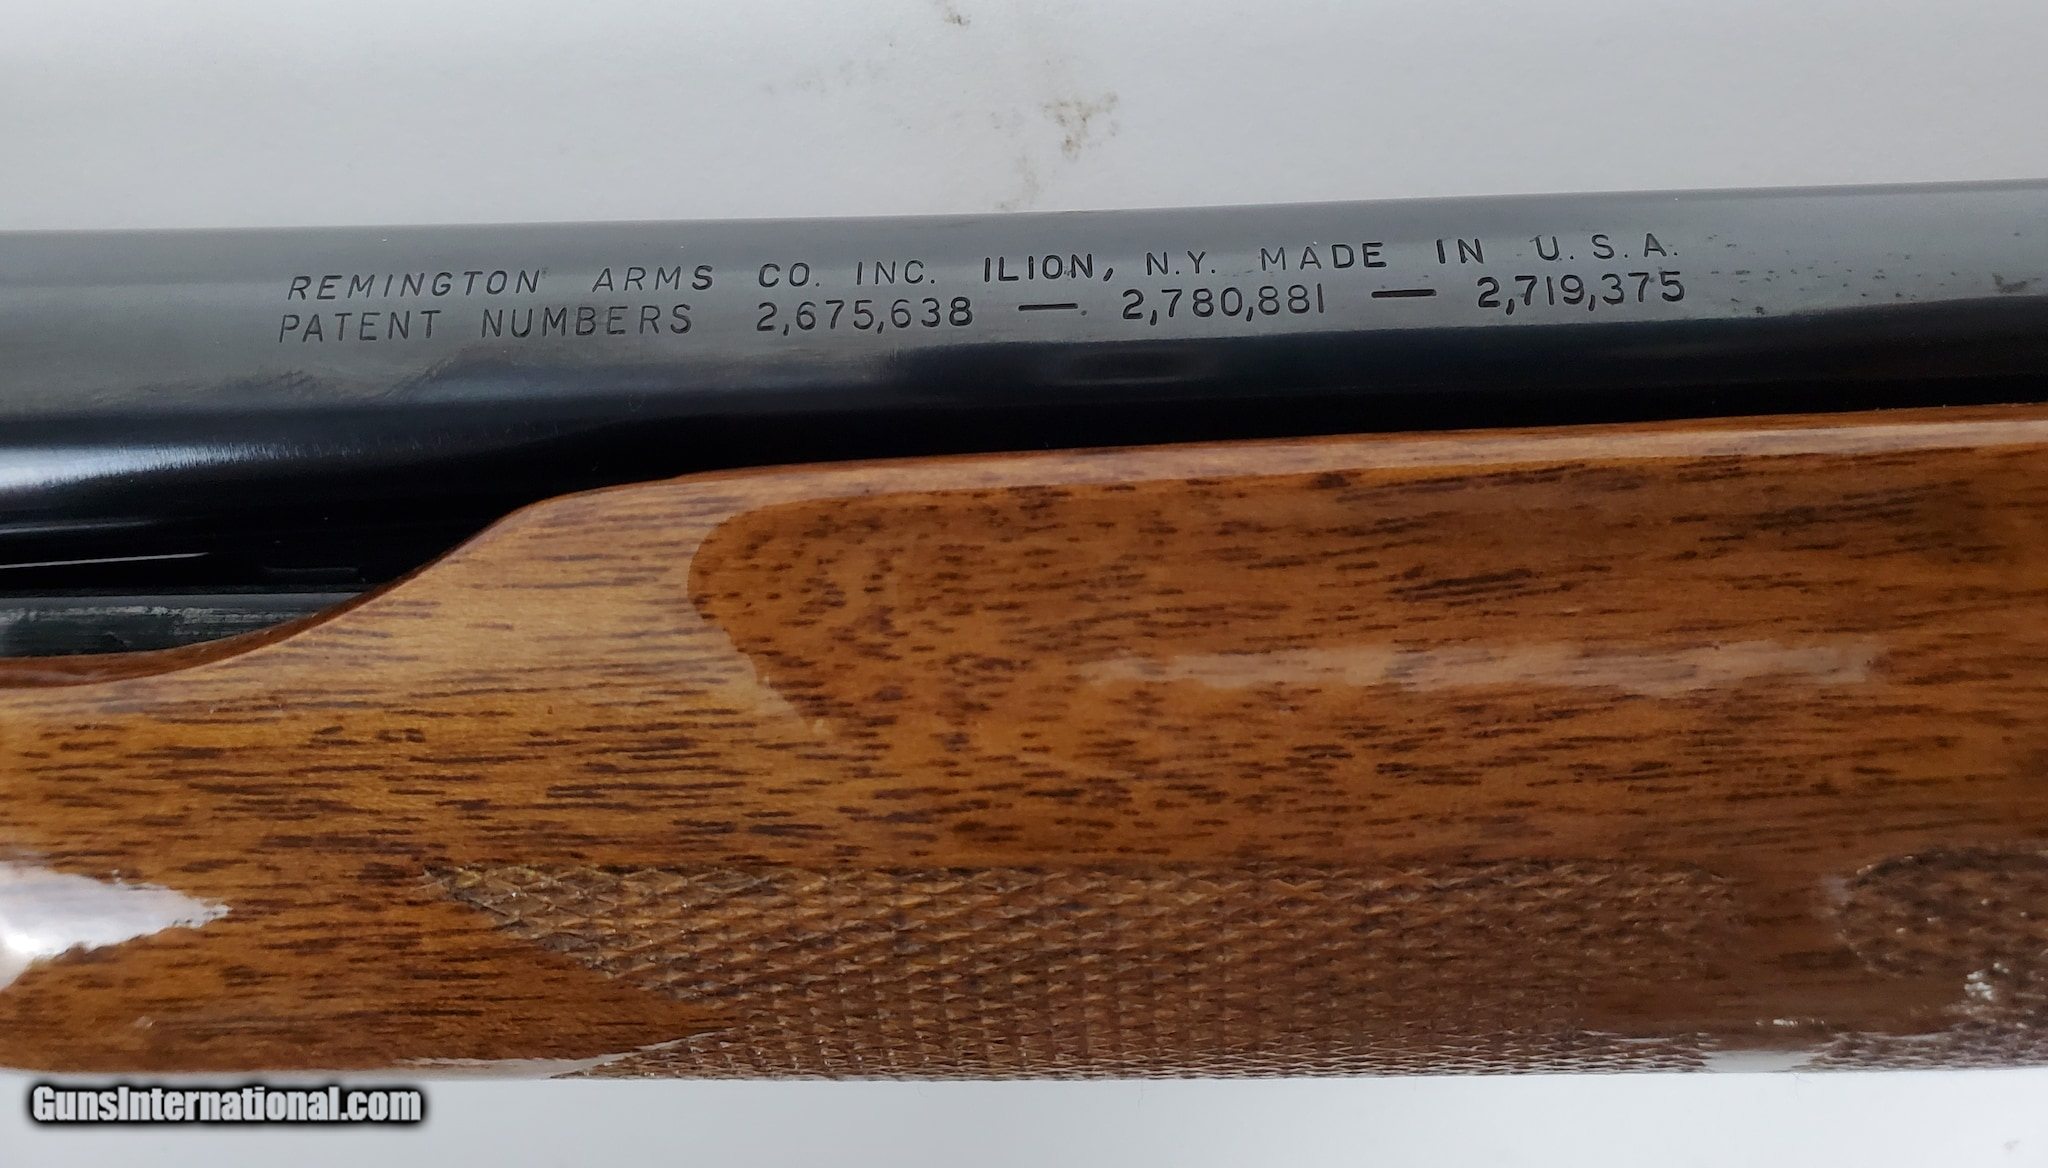 REMINGTON ARMS CO. INC. ILION, N.Y. MADE IN U.S.A.
PATENT NUMBERS 2,675,638 — 2,780,881 — 2,719,375
GunsInternational.com